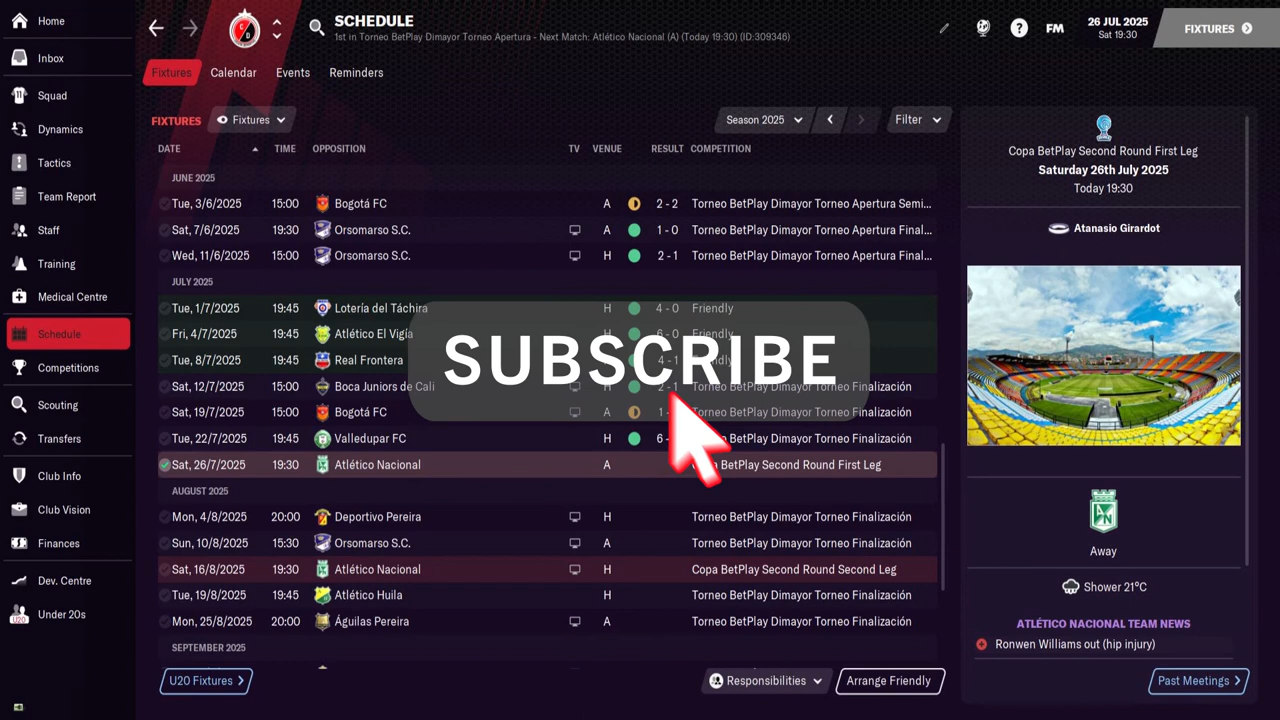 Home
Inbox
Squad
Dynamics
Tactics
Team Report
Staff
Training
Medical Centre
Schedule
Competitions
Scouting
Transfers
Club Info
Club Vision
Finances
Dev. Centre
Under 20s
U20
SCHEDULE
1st in Torneo BetPlay Dimayor Torneo Apertura - Next Match: Atlético Nacional (A) (Today 19:30) (ID:309346)
?
FM
26 JUL 2025
Sat 19:30
FIXTURES
Fixtures Calendar Events Reminders
FIXTURES Fixtures Season 2025 Filter
DATE TIME OPPOSITION TV VENUE RESULT COMPETITION
JUNE 2025
Tue, 3/6/2025 15:00 Bogotá FC A 2 - 2 Torneo BetPlay Dimayor Torneo Apertura Semi...
Sat, 7/6/2025 19:30 Orsomarso S.C. A 1 - 0 Torneo BetPlay Dimayor Torneo Apertura Final...
Wed, 11/6/2025 15:00 Orsomarso S.C. H 2 - 1 Torneo BetPlay Dimayor Torneo Apertura Final...
JULY 2025
Tue, 1/7/2025 19:45 Lotería del Táchira H 4 - 0 Friendly
Fri, 4/7/2025 19:45 Atlético El Vigía H 6 - 0 Friendly
Tue, 8/7/2025 19:45 Real Frontera 4 - 1 Friendly
SUBSCRIBE
Sat, 12/7/2025 15:00 Boca Juniors de Cali H 2 - 1 Torneo BetPlay Dimayor Torneo Finalización
Sat, 19/7/2025 15:00 Bogotá FC A 1 - Torneo BetPlay Dimayor Torneo Finalización
Tue, 22/7/2025 19:45 Valledupar FC H 6 - BetPlay Dimayor Torneo Finalización
Sat, 26/7/2025 19:30 Atlético Nacional A BetPlay Second Round First Leg
AUGUST 2025
Mon, 4/8/2025 20:00 Deportivo Pereira H Torneo BetPlay Dimayor Torneo Finalización
Sun, 10/8/2025 15:30 Orsomarso S.C. A Torneo BetPlay Dimayor Torneo Finalización
Sat, 16/8/2025 19:30 Atlético Nacional H Copa BetPlay Second Round Second Leg
Tue, 19/8/2025 19:45 Atlético Huila H Torneo BetPlay Dimayor Torneo Finalización
Mon, 25/8/2025 20:00 Águilas Pereira A Torneo BetPlay Dimayor Torneo Finalización
SEPTEMBER 2025
U20 Fixtures Responsibilities Arrange Friendly
Copa BetPlay Second Round First Leg
Saturday 26th July 2025
Today 19:30
Atanasio Girardot
Away
Shower 21°C
ATLÉTICO NACIONAL TEAM NEWS
Ronwen Williams out (hip injury)
Past Meetings